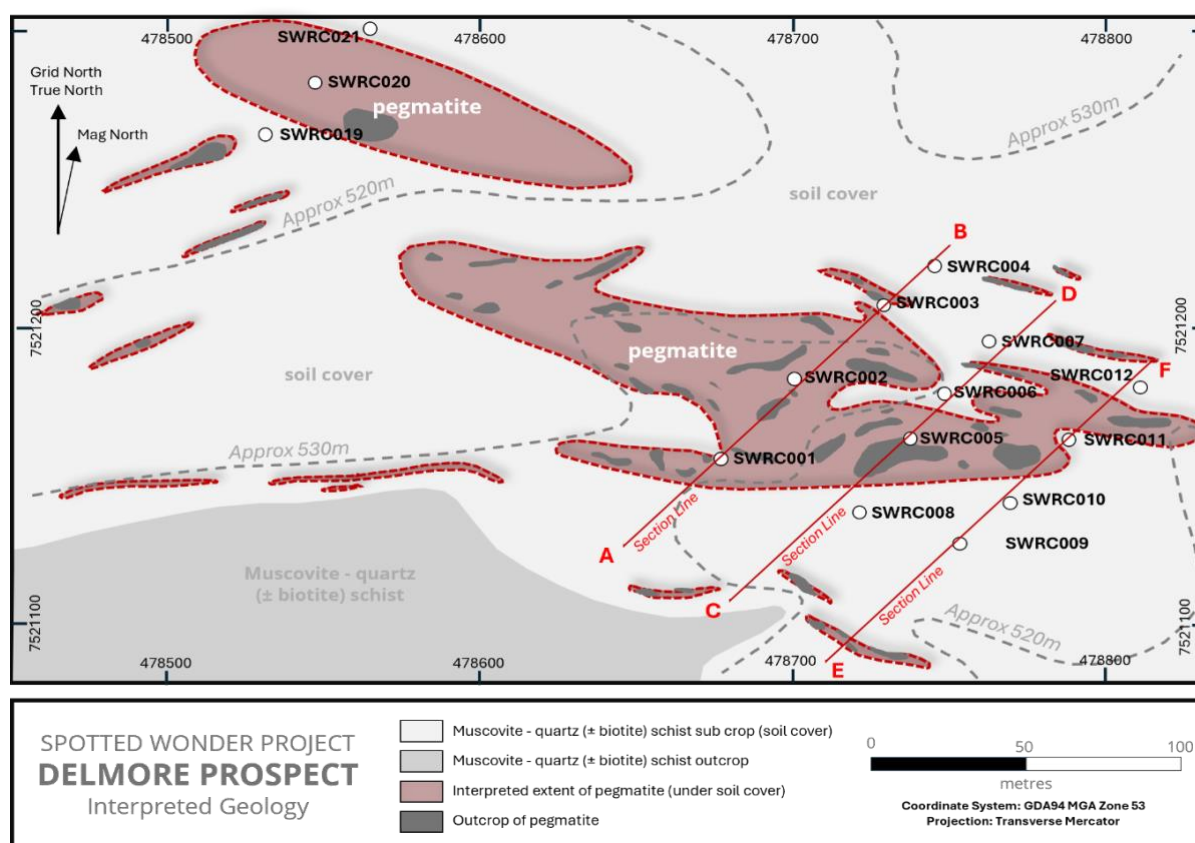 478500
478600
478700
478800
SWRC021
Grid North
True North
SWRC020
pegmatite
Mag North
SWRC019
Approx 530m
soil cover
Approx 520m
B
SWRC004
D
SWRC003
7521200
7521200
pegmatite
SWRC007
F
soil cover
SWRC002
SWRC012
SWRC006
SWRC005
SWRC011
Approx 530m
SWRC001
SWRC010
SWRC008
Section Line
Section Line
Section Line
SWRC009
A
Muscovite - quartz
(± biotite) schist
C
7521100
7521100
Approx 520m
E
478500
478600
478700
478800
SPOTTED WONDER PROJECT
DELMORE PROSPECT
Interpreted Geology
Muscovite - quartz (± biotite) schist sub crop (soil cover)
Muscovite - quartz (± biotite) schist outcrop
Interpreted extent of pegmatite (under soil cover)
Outcrop of pegmatite
0 50 100
metres
Coordinate System: GDA94 MGA Zone 53
Projection: Transverse Mercator